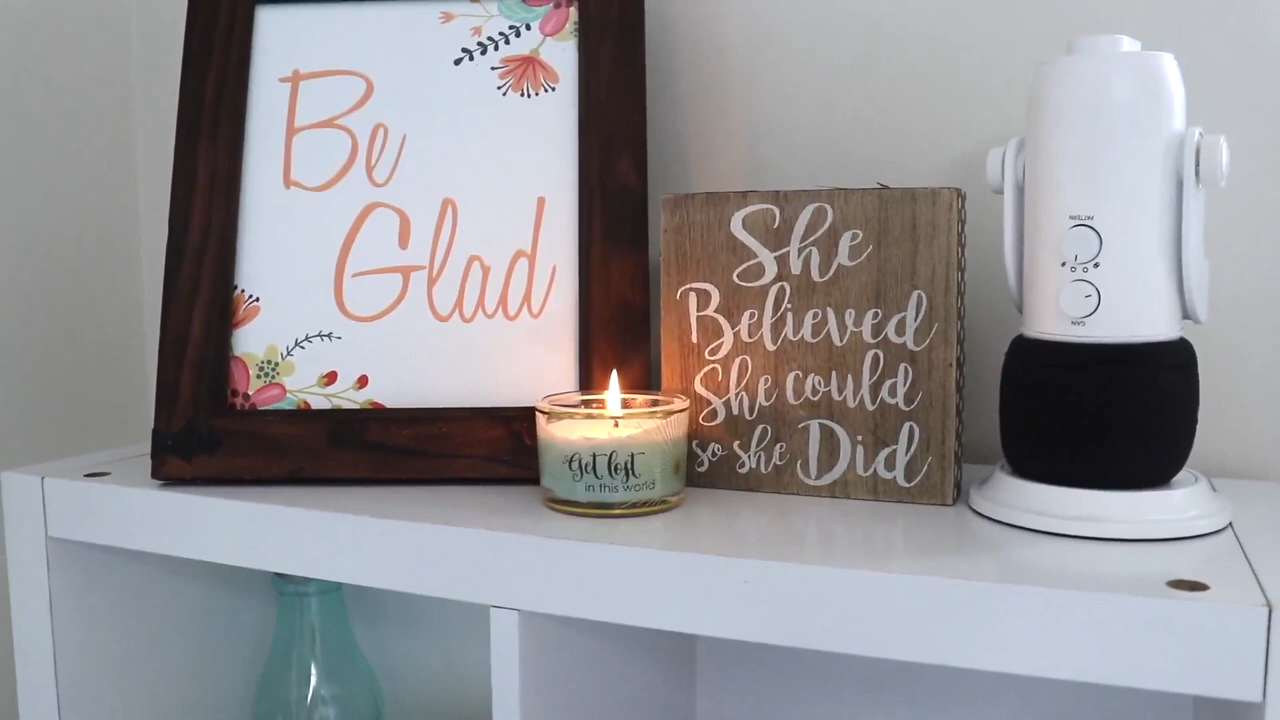 Be
Glad
She
Believed
She could
so she Did
Get lost
in this world
PATTERN
GAIN